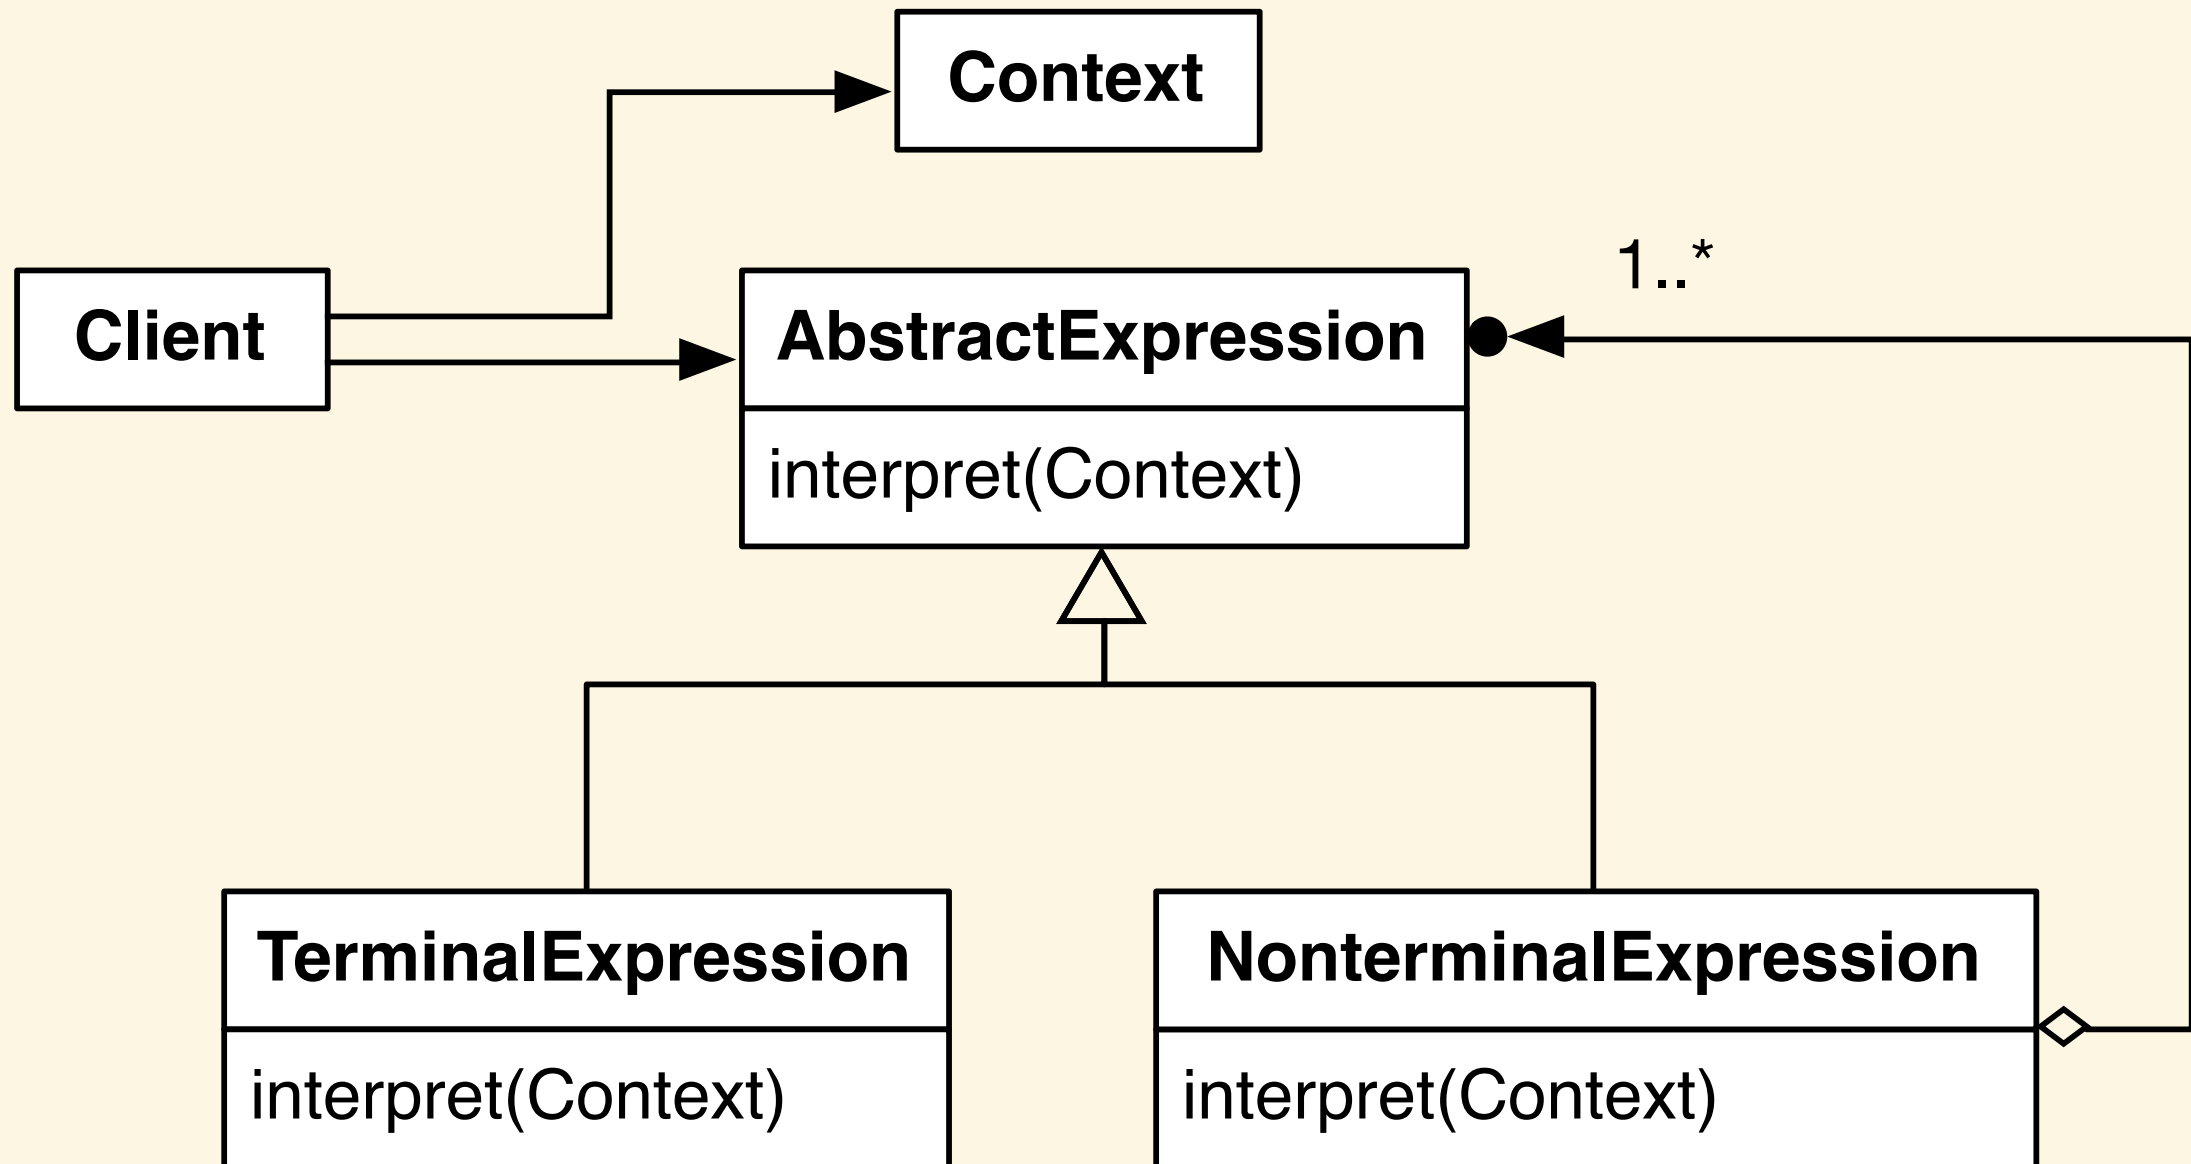 Context
1..*
Client
AbstractExpression
interpret(Context)
TerminalExpression
interpret(Context)
NonterminalExpression
interpret(Context)